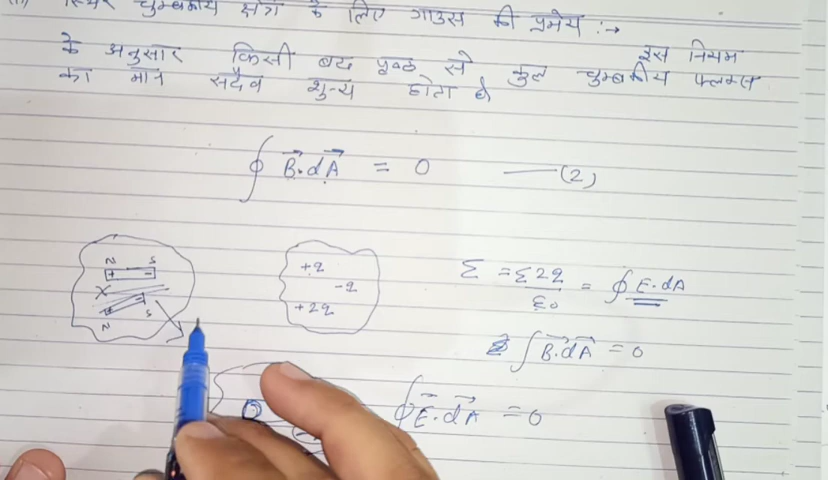 स्थिर चुम्बकीय क्षेत्र के लिए गाउस की प्रमेय :→
इस नियम
के अनुसार किसी बंद पृष्ठ से कुल चुम्बकीय फ्लक्स
का मान सदैव शून्य होता है
∮ B⃗.dA⃗ = 0 —(2)
N S
+ -
S
N
+q
-q
+2q
Σ = Σ2q/ε₀ = ∮ E.dA
∫ B⃗.dA⃗ = 0
∮ E⃗.dA⃗ = 0